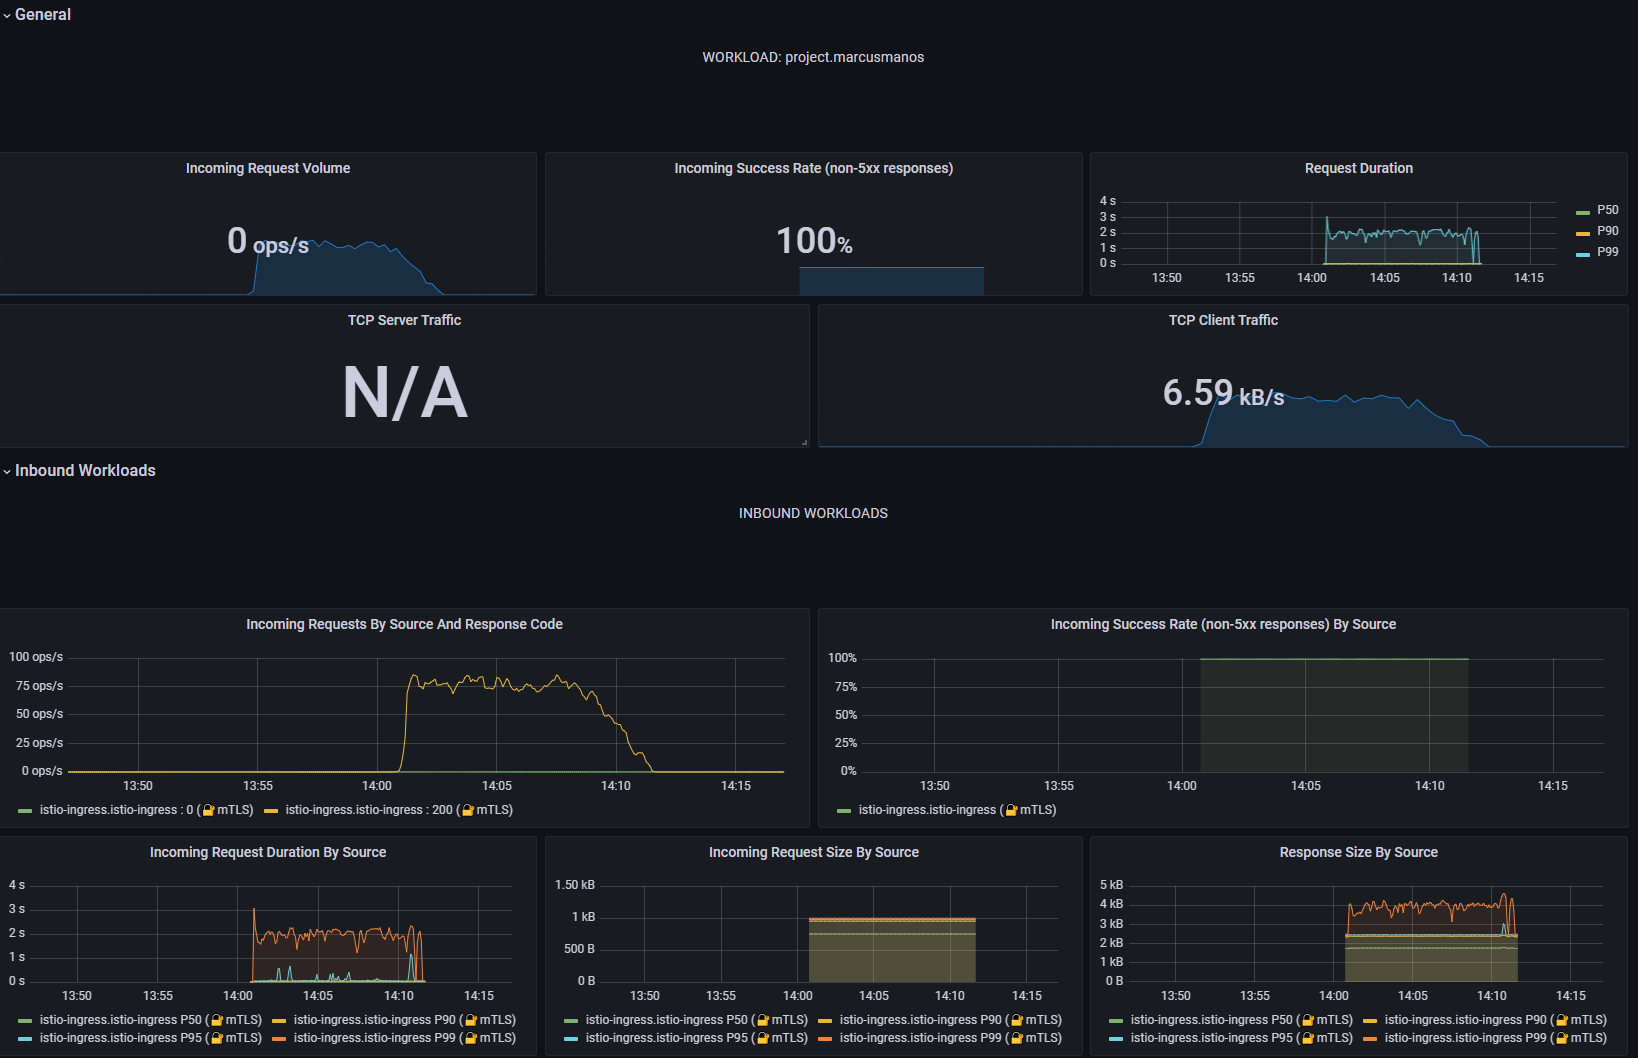 General
WORKLOAD: project.marcusmanos
Incoming Request Volume
0 ops/s
Incoming Success Rate (non-5xx responses)
100%
Request Duration
4 s
3 s
2 s
1 s
0 s
13:50 13:55 14:00 14:05 14:10 14:15
P50
P90
P99
TCP Server Traffic
N/A
TCP Client Traffic
6.59 kB/s
Inbound Workloads
INBOUND WORKLOADS
Incoming Requests By Source And Response Code
100 ops/s
75 ops/s
50 ops/s
25 ops/s
0 ops/s
13:50 13:55 14:00 14:05 14:10 14:15
istio-ingress.istio-ingress : 0 (🔐mTLS) istio-ingress.istio-ingress : 200 (🔐mTLS)
Incoming Success Rate (non-5xx responses) By Source
100%
75%
50%
25%
0%
13:50 13:55 14:00 14:05 14:10 14:15
istio-ingress.istio-ingress (🔐mTLS)
Incoming Request Duration By Source
4 s
3 s
2 s
1 s
0 s
13:50 13:55 14:00 14:05 14:10 14:15
istio-ingress.istio-ingress P50 (🔐mTLS) istio-ingress.istio-ingress P90 (🔐mTLS)
istio-ingress.istio-ingress P95 (🔐mTLS) istio-ingress.istio-ingress P99 (🔐mTLS)
Incoming Request Size By Source
1.50 kB
1 kB
500 B
0 B
13:50 13:55 14:00 14:05 14:10 14:15
istio-ingress.istio-ingress P50 (🔐mTLS) istio-ingress.istio-ingress P90 (🔐mTLS)
istio-ingress.istio-ingress P95 (🔐mTLS) istio-ingress.istio-ingress P99 (🔐mTLS)
Response Size By Source
5 kB
4 kB
3 kB
2 kB
1 kB
0 B
13:50 13:55 14:00 14:05 14:10 14:15
istio-ingress.istio-ingress P50 (🔐mTLS) istio-ingress.istio-ingress P90 (🔐mTLS)
istio-ingress.istio-ingress P95 (🔐mTLS) istio-ingress.istio-ingress P99 (🔐mTLS)